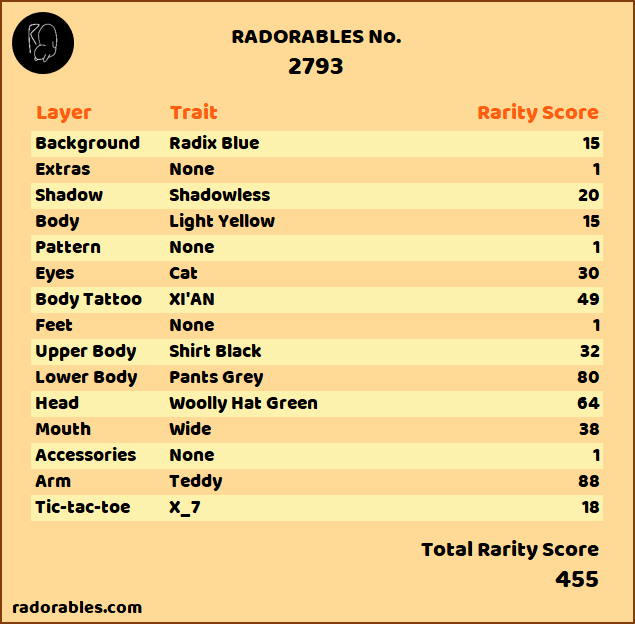 RADORABLES No.
2793
Layer Trait Rarity Score
Background Radix Blue 15
Extras None 1
Shadow Shadowless 20
Body Light Yellow 15
Pattern None 1
Eyes Cat 30
Body Tattoo XI'AN 49
Feet None 1
Upper Body Shirt Black 32
Lower Body Pants Grey 80
Head Woolly Hat Green 64
Mouth Wide 38
Accessories None 1
Arm Teddy 88
Tic-tac-toe X_7 18
Total Rarity Score
455
radorables.com